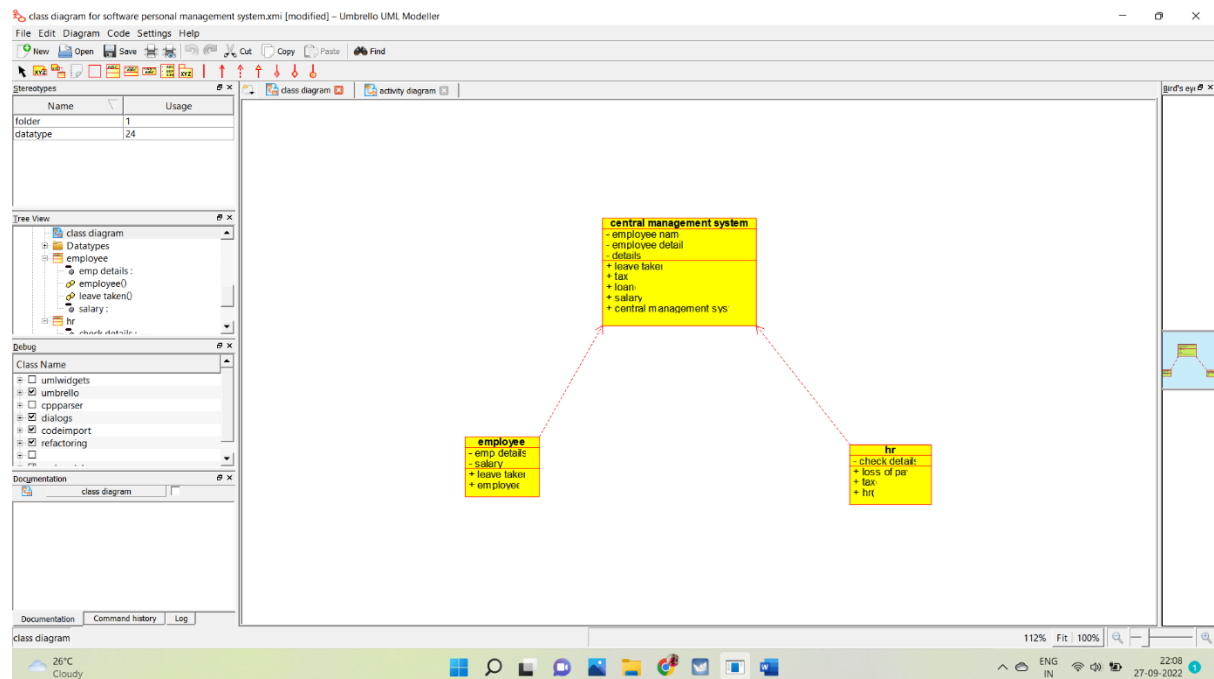 class diagram for software personal management system.xmi [modified] – Umbrello UML Modeller
File Edit Diagram Code Settings Help
New Open Save Cut Copy Paste Find
Stereotypes
Name Usage
folder 1
datatype 24
class diagram activity diagram
Bird's eye
Tree View
class diagram
Datatypes
employee
emp details :
employee()
leave taken()
salary :
hr
check details :
Debug
Class Name
umlwidgets
umbrello
cppparser
dialogs
codeimport
refactoring
Documentation
class diagram
central management system
- employee nam
- employee detail
- details
+ leave taken
+ tax
+ loan
+ salary
+ central management sys
employee
- emp details
- salary
+ leave taken
+ employee
hr
- check details
+ loss of pa
+ tax
+ hr(
Documentation Command history Log
class diagram
112% Fit 100%
26°C
Cloudy
ENG
IN
22:08
27-09-2022
1